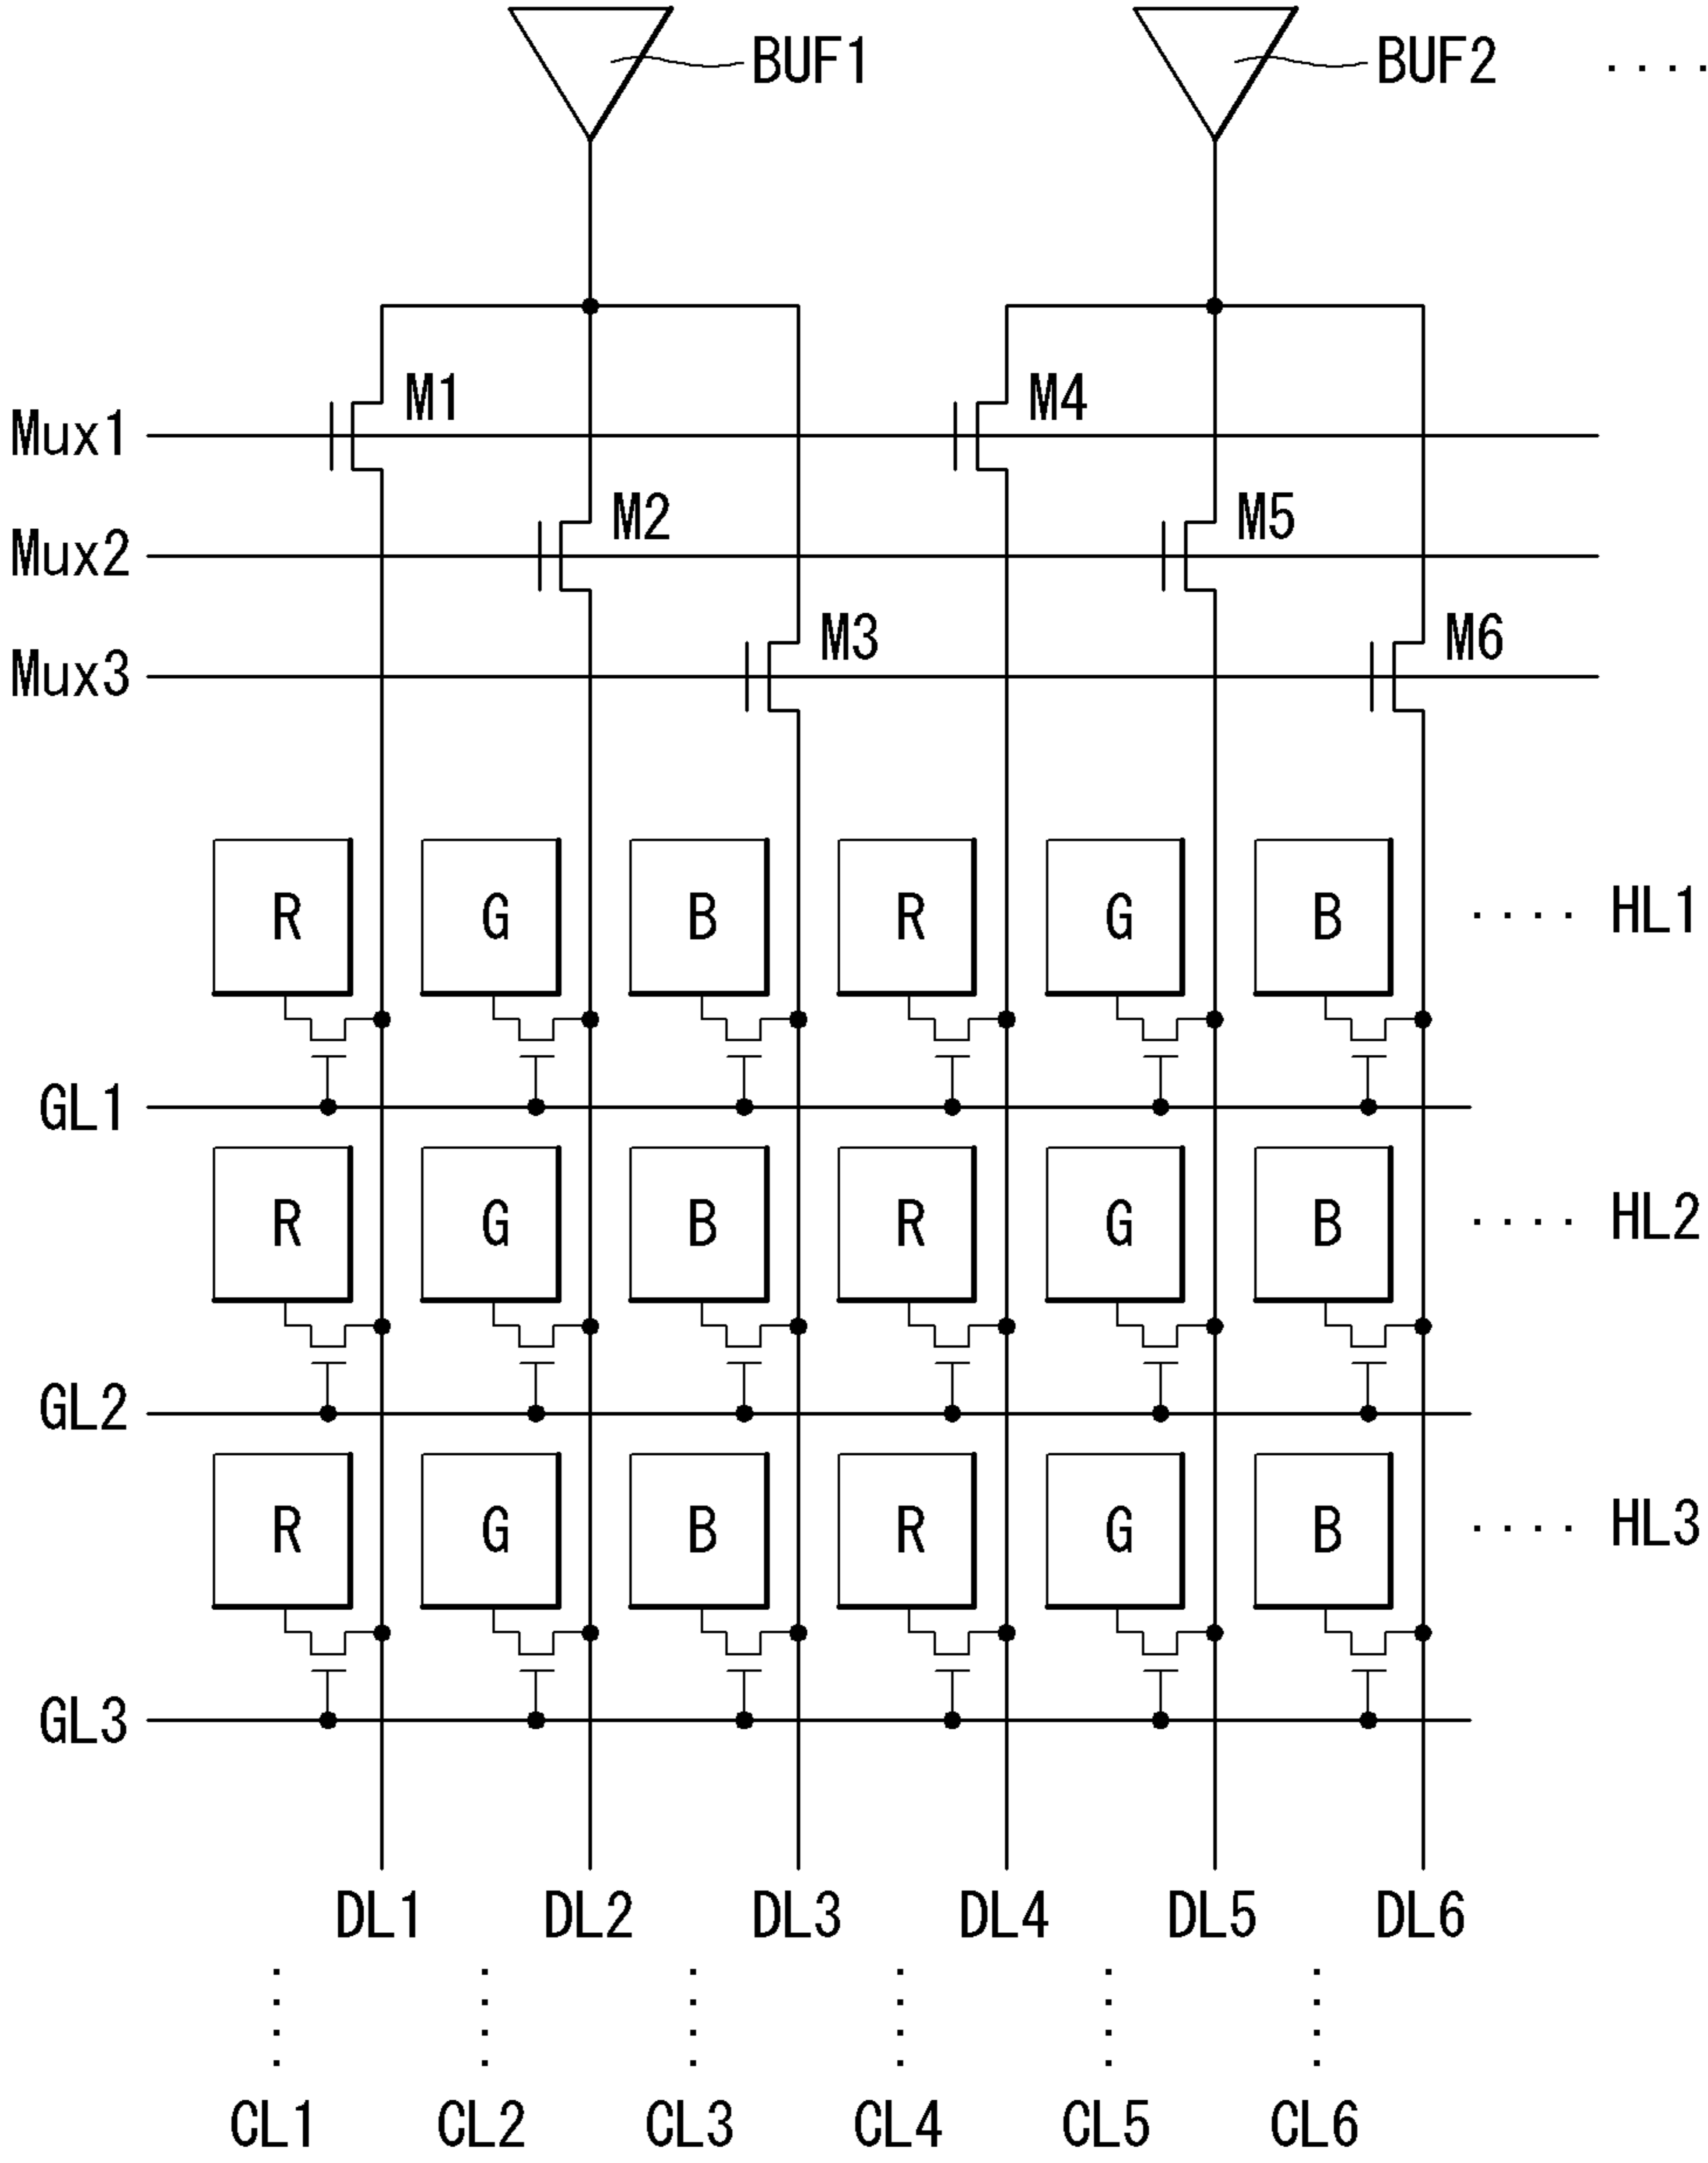 BUF1 BUF2 ····
M1 M4
Mux1
M2 M5
Mux2
M3 M6
Mux3
R G B R G B ···· HL1
GL1
R G B R G B ···· HL2
GL2
R G B R G B ···· HL3
GL3
DL1 DL2 DL3 DL4 DL5 DL6
CL1 CL2 CL3 CL4 CL5 CL6